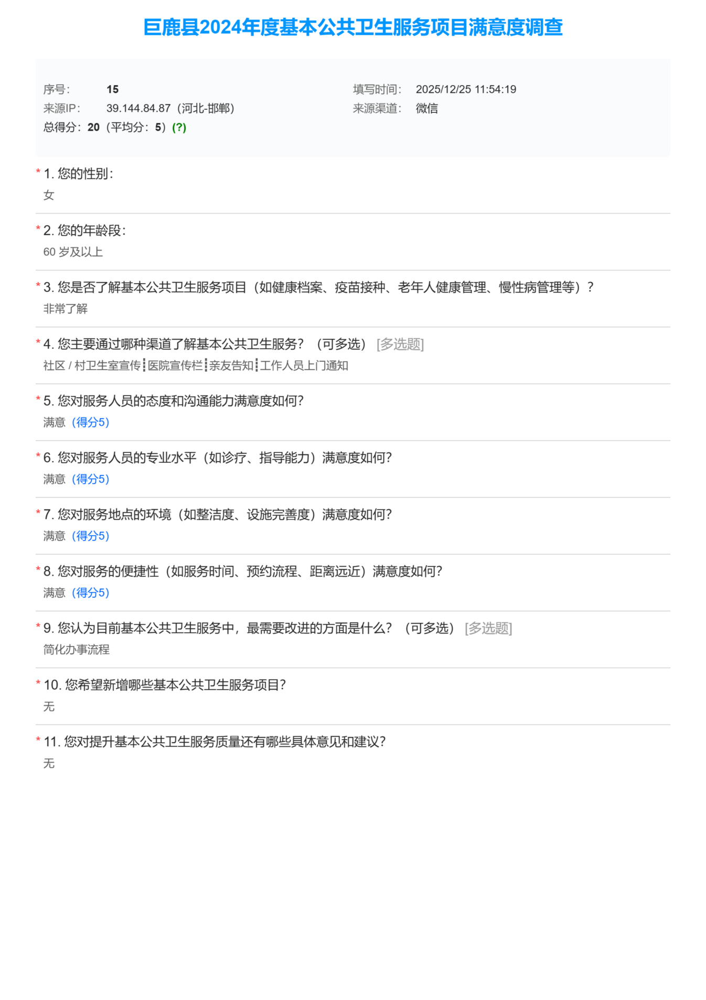 巨鹿县2024年度基本公共卫生服务项目满意度调查
序号： 15 填写时间： 2025/12/25 11:54:19
来源IP： 39.144.84.87（河北-邯郸） 来源渠道： 微信
总得分：20（平均分：5）(?)
* 1. 您的性别：
女
* 2. 您的年龄段：
60 岁及以上
* 3. 您是否了解基本公共卫生服务项目（如健康档案、疫苗接种、老年人健康管理、慢性病管理等）？
非常了解
* 4. 您主要通过哪种渠道了解基本公共卫生服务？（可多选） [多选题]
社区 / 村卫生室宣传┋医院宣传栏┋亲友告知┋工作人员上门通知
* 5. 您对服务人员的态度和沟通能力满意度如何？
满意（得分5）
* 6. 您对服务人员的专业水平（如诊疗、指导能力）满意度如何？
满意（得分5）
* 7. 您对服务地点的环境（如整洁度、设施完善度）满意度如何？
满意（得分5）
* 8. 您对服务的便捷性（如服务时间、预约流程、距离远近）满意度如何？
满意（得分5）
* 9. 您认为目前基本公共卫生服务中，最需要改进的方面是什么？（可多选） [多选题]
简化办事流程
* 10. 您希望新增哪些基本公共卫生服务项目？
无
* 11. 您对提升基本公共卫生服务质量还有哪些具体意见和建议？
无